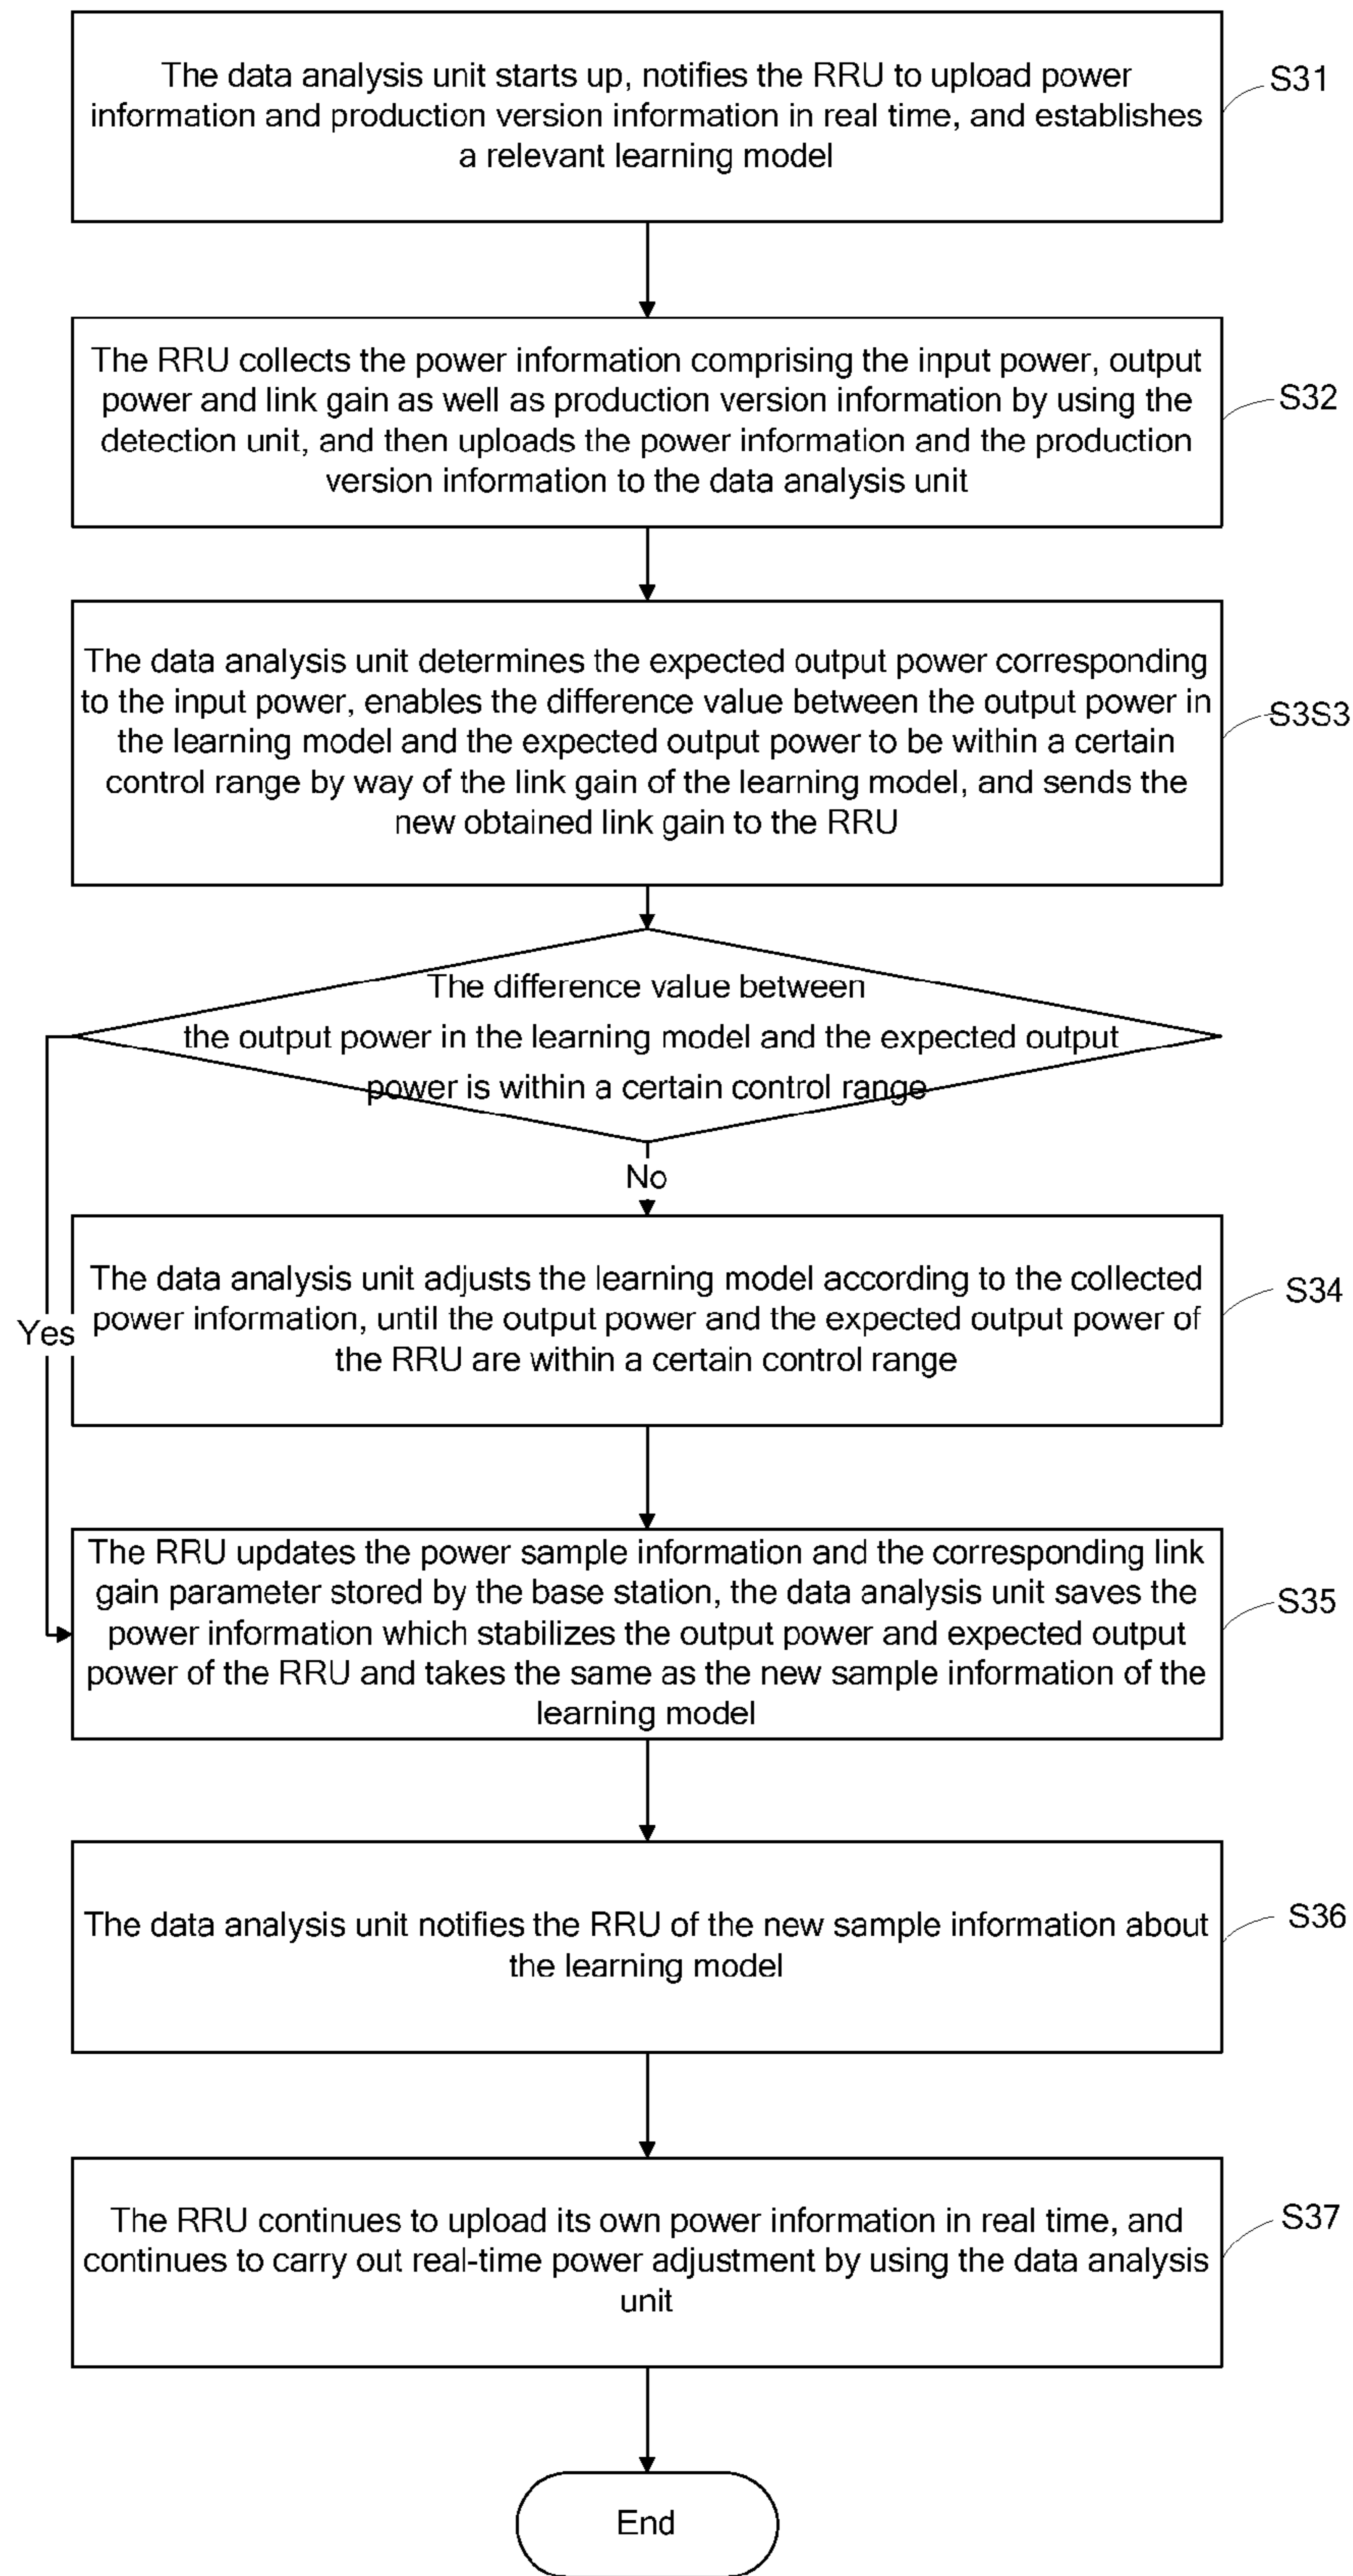 The data analysis unit starts up, notifies the RRU to upload power
information and production version information in real time, and establishes
a relevant learning model
S31
The RRU collects the power information comprising the input power, output
power and link gain as well as production version information by using the
detection unit, and then uploads the power information and the production
version information to the data analysis unit
S32
The data analysis unit determines the expected output power corresponding
to the input power, enables the difference value between the output power in
the learning model and the expected output power to be within a certain
control range by way of the link gain of the learning model, and sends the
new obtained link gain to the RRU
S3S3
The difference value between
the output power in the learning model and the expected output
power is within a certain control range
No
Yes
The data analysis unit adjusts the learning model according to the collected
power information, until the output power and the expected output power of
the RRU are within a certain control range
S34
The RRU updates the power sample information and the corresponding link
gain parameter stored by the base station, the data analysis unit saves the
power information which stabilizes the output power and expected output
power of the RRU and takes the same as the new sample information of the
learning model
S35
The data analysis unit notifies the RRU of the new sample information about
the learning model
S36
The RRU continues to upload its own power information in real time, and
continues to carry out real-time power adjustment by using the data analysis
unit
S37
End